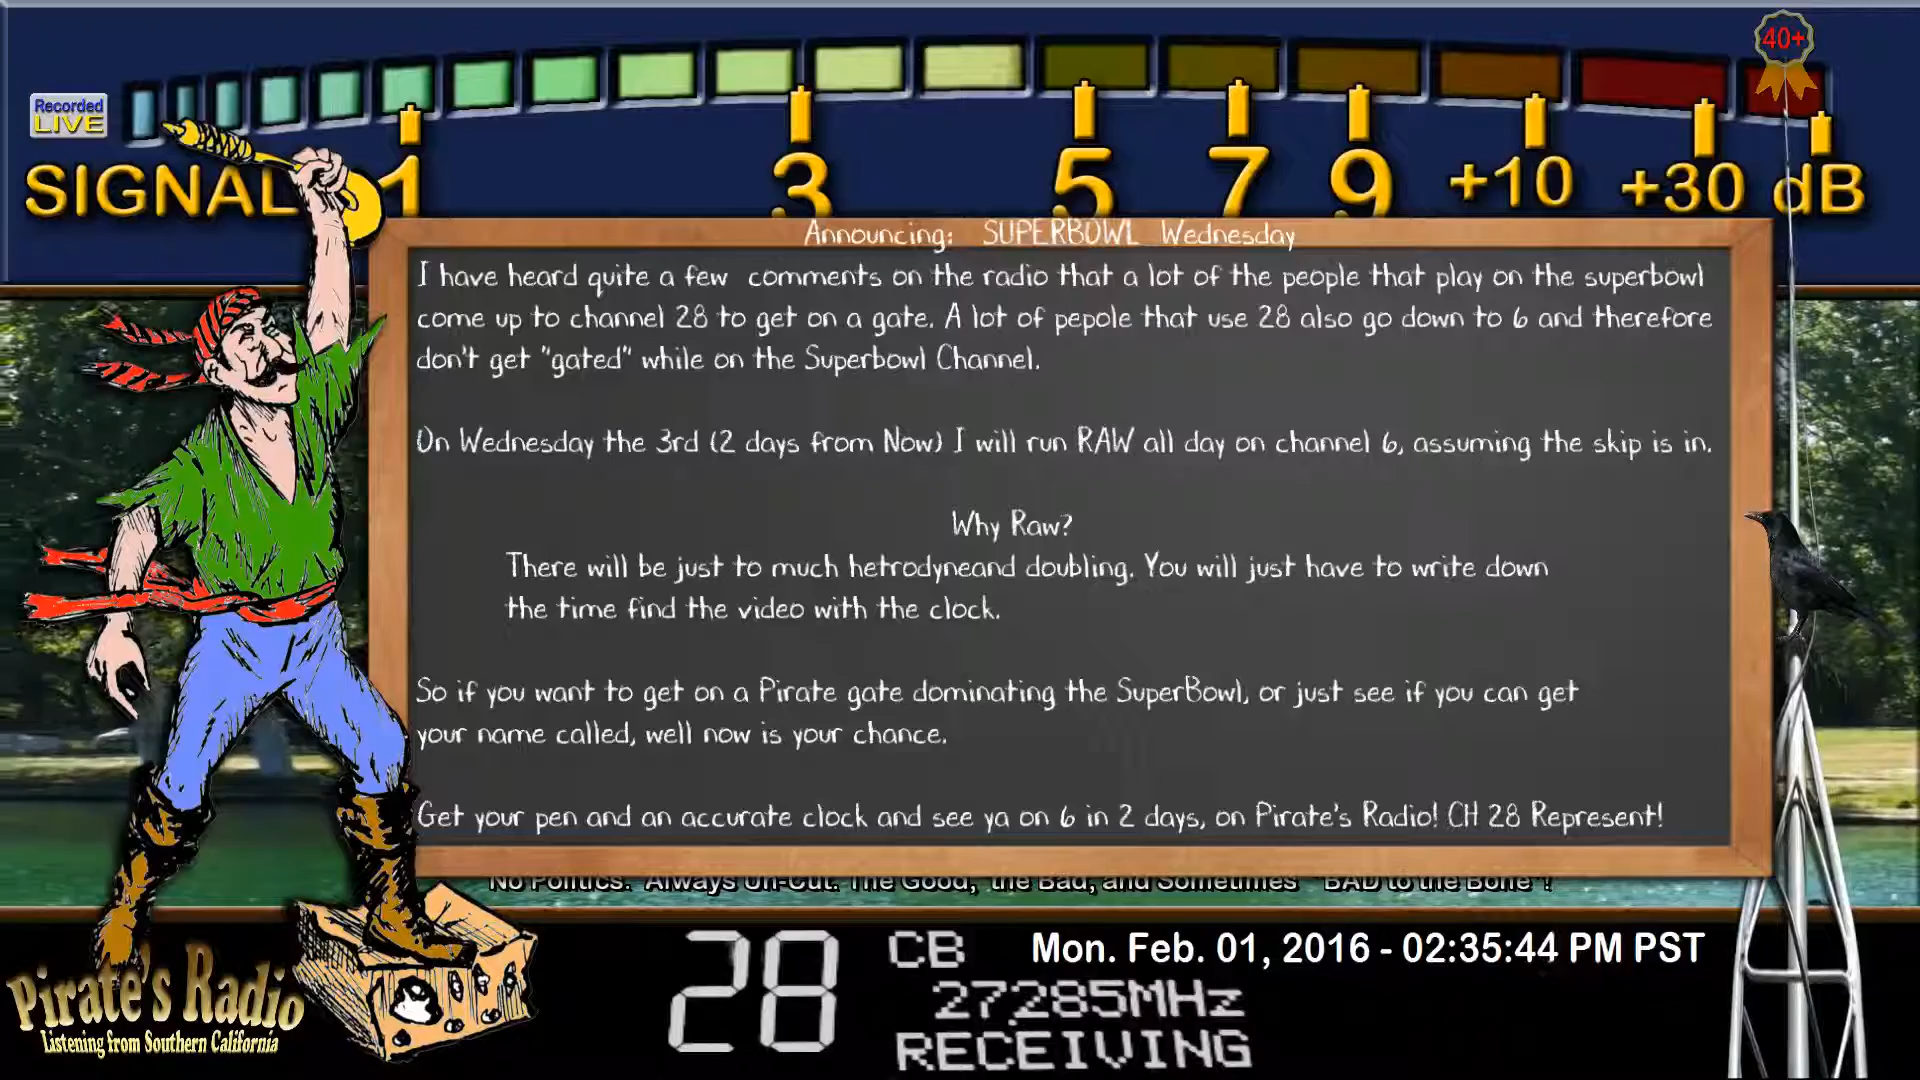 40+
Recorded
LIVE
SIGNAL 1 3 5 7 9 +10 +30 dB
Announcing: SUPERBOWL Wednesday
I have heard quite a few comments on the radio that a lot of the people that play on the superbowl
come up to channel 28 to get on a gate. A lot of pepole that use 28 also go down to 6 and therefore
don't get "gated" while on the Superbowl Channel.
On Wednesday the 3rd (2 days from Now) I will run RAW all day on channel 6, assuming the skip is in.
Why Raw?
There will be just to much hetrodyneand doubling. You will just have to write down
the time find the video with the clock.
So if you want to get on a Pirate gate dominating the SuperBowl, or just see if you can get
your name called, well now is your chance.
Get your pen and an accurate clock and see ya on 6 in 2 days, on Pirate's Radio! CH 28 Represent!
No Politics. Always Un-Cut. The Good, the Bad, and Sometimes "BAD to the Bone"!
28 CB Mon. Feb. 01, 2016 - 02:35:44 PM PST
27.285MHz
RECEIVING
Pirate's Radio
Listening from Southern California